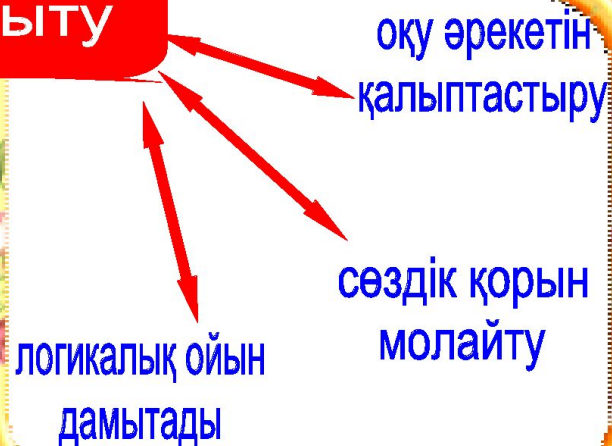 ыту
оқу әрекетін
қалыптастыру
сөздік қорын
молайту
логикалық ойын
дамытады